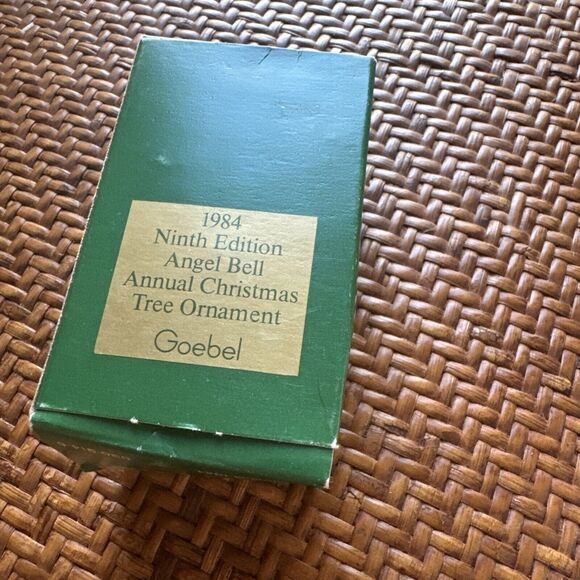 1984
Ninth Edition
Angel Bell
Annual Christmas
Tree Ornament
Goebel